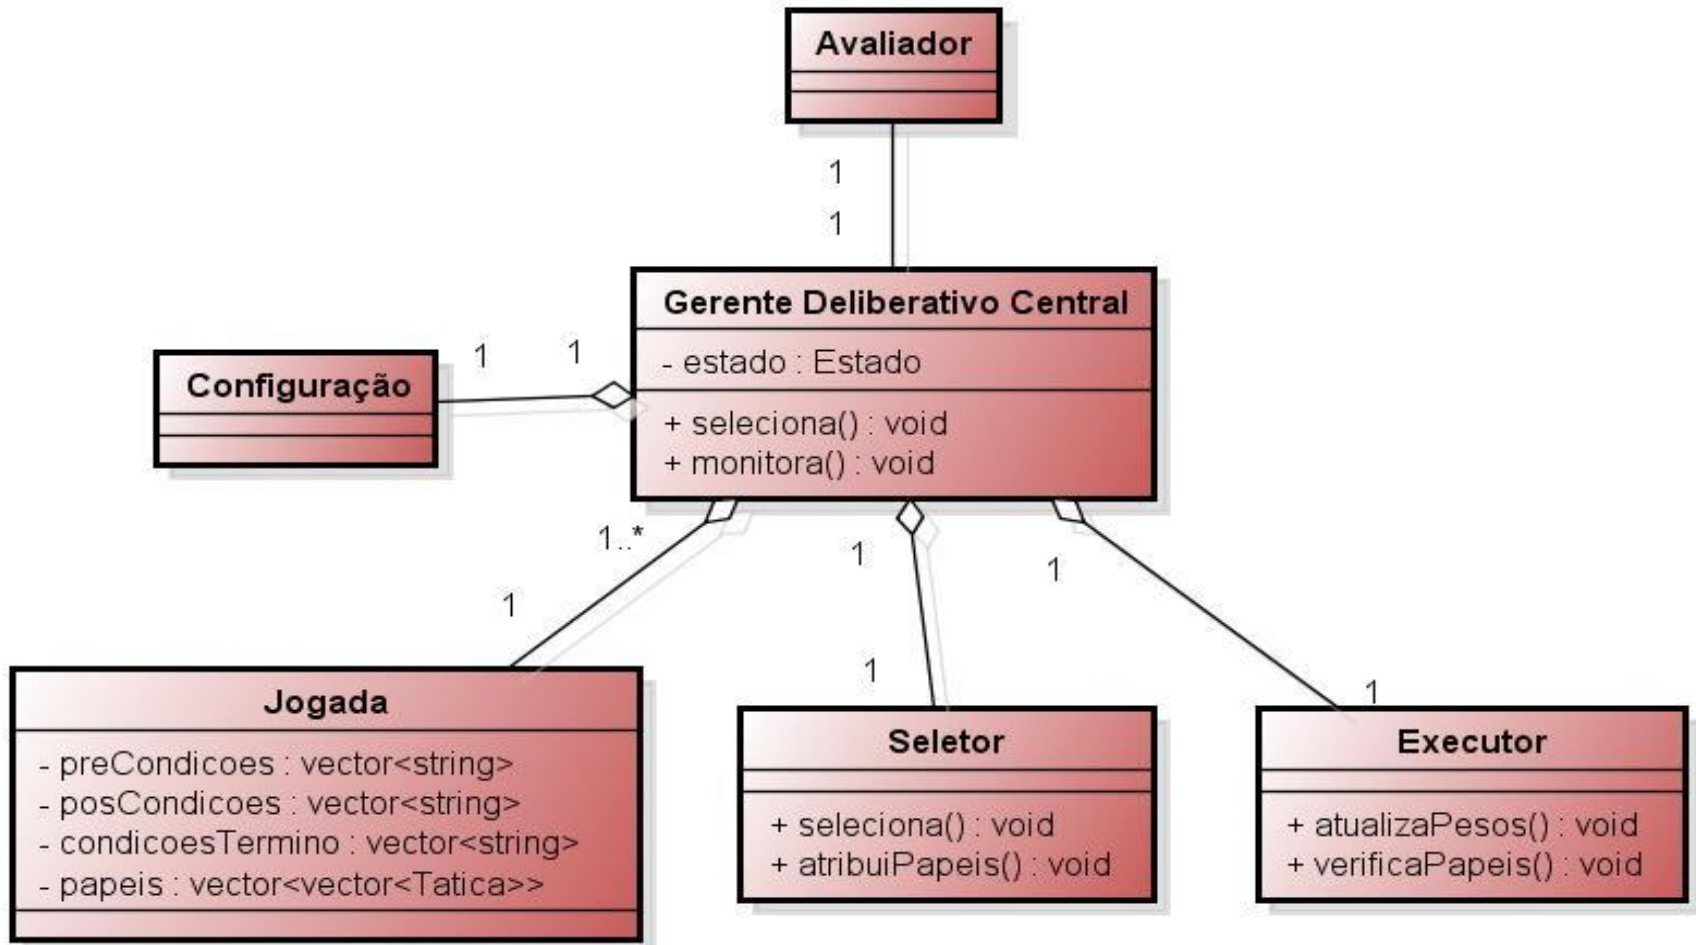 Avaliador
1
1
Gerente Deliberativo Central
- estado : Estado
+ seleciona() : void
+ monitora() : void
1
1
Configuração
1..*
1
1
1
1
1
Jogada
- preCondicoes : vector<string>
- posCondicoes : vector<string>
- condicoesTermino : vector<string>
- papeis : vector<vector<Tatica>>
Seletor
+ seleciona() : void
+ atribuiPapeis() : void
Executor
+ atualizaPesos() : void
+ verificaPapeis() : void